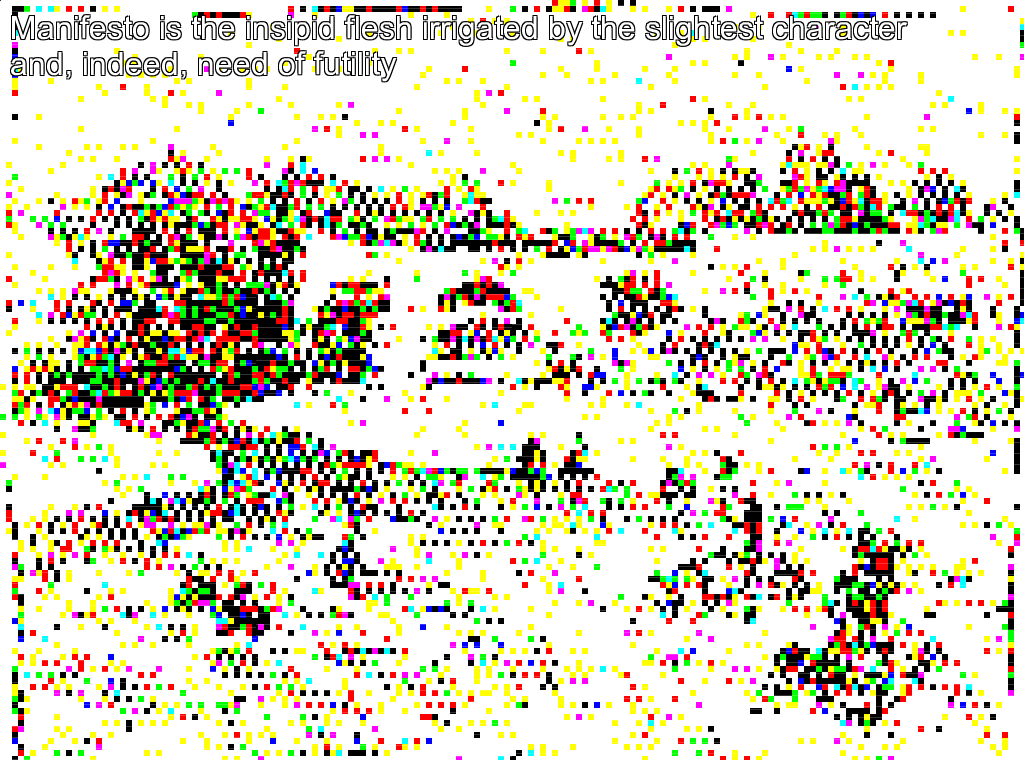 Manifesto is the insipid flesh irrigated by the slightest character
and, indeed, need of futility